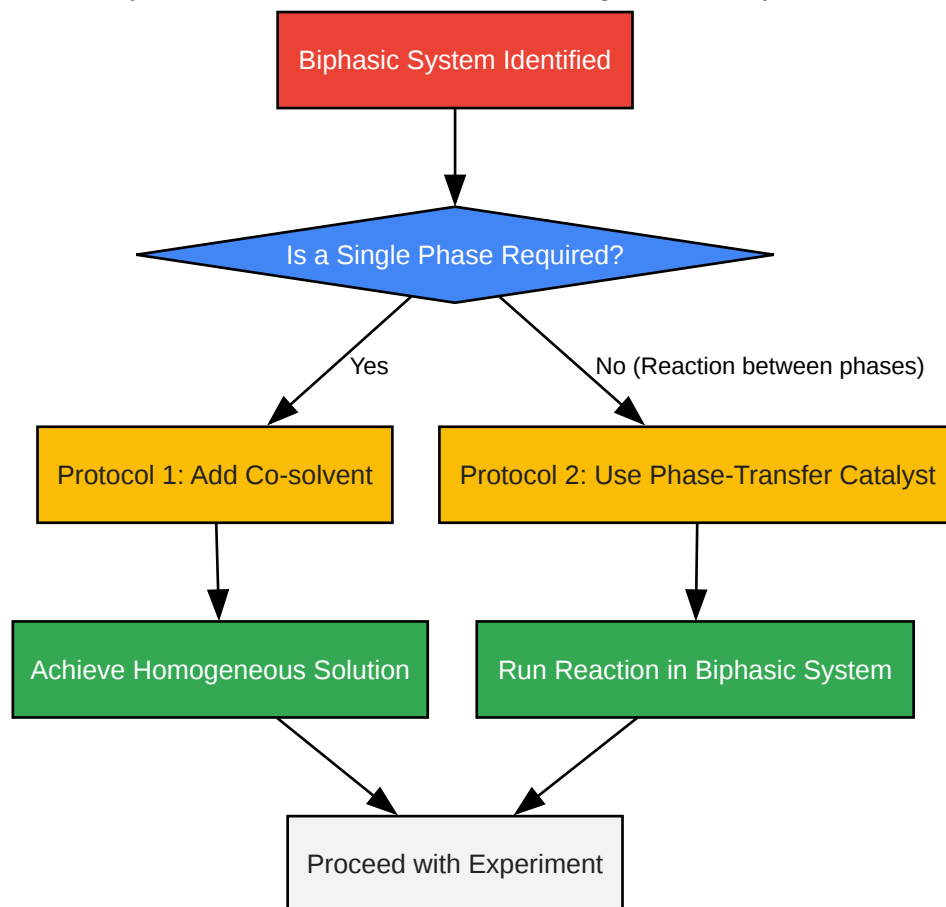 Biphasic System Identified
Is a Single Phase Required?
Yes
No (Reaction between phases)
Protocol 1: Add Co-solvent
Protocol 2: Use Phase-Transfer Catalyst
Achieve Homogeneous Solution
Run Reaction in Biphasic System
Proceed with Experiment